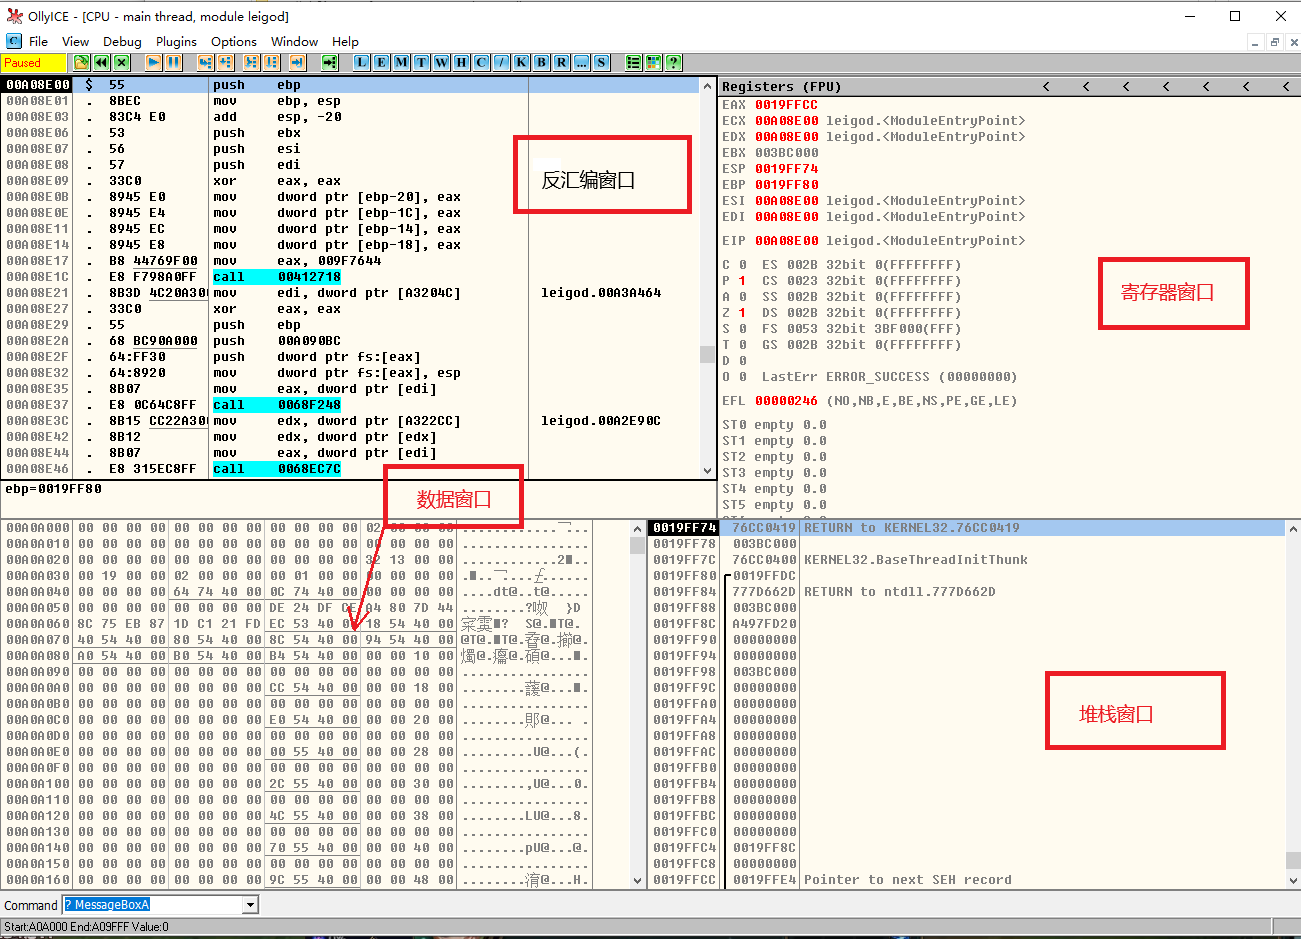 OllyICE - [CPU - main thread, module leigod]
File View Debug Plugins Options Window Help
Paused L E M T W H C / K B R ... S ?
00A08E00 $ 55 push ebp
00A08E01 . 8BEC mov ebp, esp
00A08E03 . 83C4 E0 add esp, -20
00A08E06 . 53 push ebx
00A08E07 . 56 push esi
00A08E08 . 57 push edi
00A08E09 . 33C0 xor eax, eax
00A08E0B . 8945 E0 mov dword ptr [ebp-20], eax
00A08E0E . 8945 E4 mov dword ptr [ebp-1C], eax
00A08E11 . 8945 EC mov dword ptr [ebp-14], eax
00A08E14 . 8945 E8 mov dword ptr [ebp-18], eax
00A08E17 . B8 44769F00 mov eax, 009F7644
00A08E1C . E8 F798A0FF call 00412718
00A08E21 . 8B3D 4C20A300 mov edi, dword ptr [A3204C] leigod.00A3A464
00A08E27 . 33C0 xor eax, eax
00A08E29 . 55 push ebp
00A08E2A . 68 BC90A000 push 00A090BC
00A08E2F . 64:FF30 push dword ptr fs:[eax]
00A08E32 . 64:8920 mov dword ptr fs:[eax], esp
00A08E35 . 8B07 mov eax, dword ptr [edi]
00A08E37 . E8 0C64C8FF call 0068F248
00A08E3C . 8B15 CC22A300 mov edx, dword ptr [A322CC] leigod.00A2E90C
00A08E42 . 8B12 mov edx, dword ptr [edx]
00A08E44 . 8B07 mov eax, dword ptr [edi]
00A08E46 . E8 315EC8FF call 0068EC7C
反汇编窗口
ebp=0019FF80
Registers (FPU) < < < < < < <
EAX 0019FFCC
ECX 00A08E00 leigod.<ModuleEntryPoint>
EDX 00A08E00 leigod.<ModuleEntryPoint>
EBX 003BC000
ESP 0019FF74
EBP 0019FF80
ESI 00A08E00 leigod.<ModuleEntryPoint>
EDI 00A08E00 leigod.<ModuleEntryPoint>
EIP 00A08E00 leigod.<ModuleEntryPoint>
C 0 ES 002B 32bit 0(FFFFFFFF)
P 1 CS 0023 32bit 0(FFFFFFFF)
A 0 SS 002B 32bit 0(FFFFFFFF)
Z 1 DS 002B 32bit 0(FFFFFFFF)
S 0 FS 0053 32bit 3BF000(FFF)
T 0 GS 002B 32bit 0(FFFFFFFF)
D 0
O 0 LastErr ERROR_SUCCESS (00000000)
EFL 00000246 (NO,NB,E,BE,NS,PE,GE,LE)
ST0 empty 0.0
ST1 empty 0.0
ST2 empty 0.0
ST3 empty 0.0
ST4 empty 0.0
ST5 empty 0.0
寄存器窗口
数据窗口
00A0A000 00 00 00 00 00 00 00 00 00 00 00 00 02
00A0A010 00 00 00 00 00 00 00 00 00 00 00 00 00 00 00 00 ................
00A0A020 00 00 00 00 00 00 00 00 00 00 00 00 32 13 00 00
00A0A030 00 19 00 00 02 00 00 00 00 01 00 00 00 00 00 00
00A0A040 00 00 00 00 64 74 40 00 0C 74 40 00 00 00 00 00 ....dt@..t@.....
00A0A050 00 00 00 00 00 00 00 00 DE 24 DF CE A4 80 7D 44
00A0A060 8C 75 EB 87 1D C1 21 FD EC 53 40 00 18 54 40 00
00A0A070 40 54 40 00 80 54 40 00 8C 54 40 00 94 54 40 00
00A0A080 A0 54 40 00 B0 54 40 00 B4 54 40 00 00 00 10 00
00A0A090 00 00 00 00 00 00 00 00 00 00 00 00 00 00 00 00 ................
00A0A0A0 00 00 00 00 00 00 00 00 CC 54 40 00 00 00 18 00
00A0A0B0 00 00 00 00 00 00 00 00 00 00 00 00 00 00 00 00 ................
00A0A0C0 00 00 00 00 00 00 00 00 E0 54 40 00 00 00 20 00 ........郥@... .
00A0A0D0 00 00 00 00 00 00 00 00 00 00 00 00 00 00 00 00 ................
00A0A0E0 00 00 00 00 00 00 00 00 00 55 40 00 00 00 28 00 .........U@...(.
00A0A0F0 00 00 00 00 00 00 00 00 00 00 00 00 00 00 00 00 ................
00A0A100 00 00 00 00 00 00 00 00 2C 55 40 00 00 00 30 00 ........,U@...0.
00A0A110 00 00 00 00 00 00 00 00 00 00 00 00 00 00 00 00 ................
00A0A120 00 00 00 00 00 00 00 00 4C 55 40 00 00 00 38 00 ........LU@...8.
00A0A130 00 00 00 00 00 00 00 00 00 00 00 00 00 00 00 00 ................
00A0A140 00 00 00 00 00 00 00 00 70 55 40 00 00 00 40 00 ........pU@...@.
00A0A150 00 00 00 00 00 00 00 00 00 00 00 00 00 00 00 00 ................
00A0A160 00 00 00 00 00 00 00 00 9C 55 40 00 00 00 48 00
0019FF74 76CC0419 RETURN to KERNEL32.76CC0419
0019FF78 003BC000
0019FF7C 76CC0400 KERNEL32.BaseThreadInitThunk
0019FF80 0019FFDC
0019FF84 777D662D RETURN to ntdll.777D662D
0019FF88 003BC000
0019FF8C A497FD20
0019FF90 00000000
0019FF94 00000000
0019FF98 003BC000
0019FF9C 00000000
0019FFA0 00000000
0019FFA4 00000000
0019FFA8 00000000
0019FFAC 00000000
0019FFB0 00000000
0019FFB4 00000000
0019FFB8 00000000
0019FFBC 00000000
0019FFC0 00000000
0019FFC4 0019FF8C
0019FFC8 00000000
0019FFCC 0019FFE4 Pointer to next SEH record
堆栈窗口
Command ? MessageBoxA
Start:A0A000 End:A09FFF Value:0